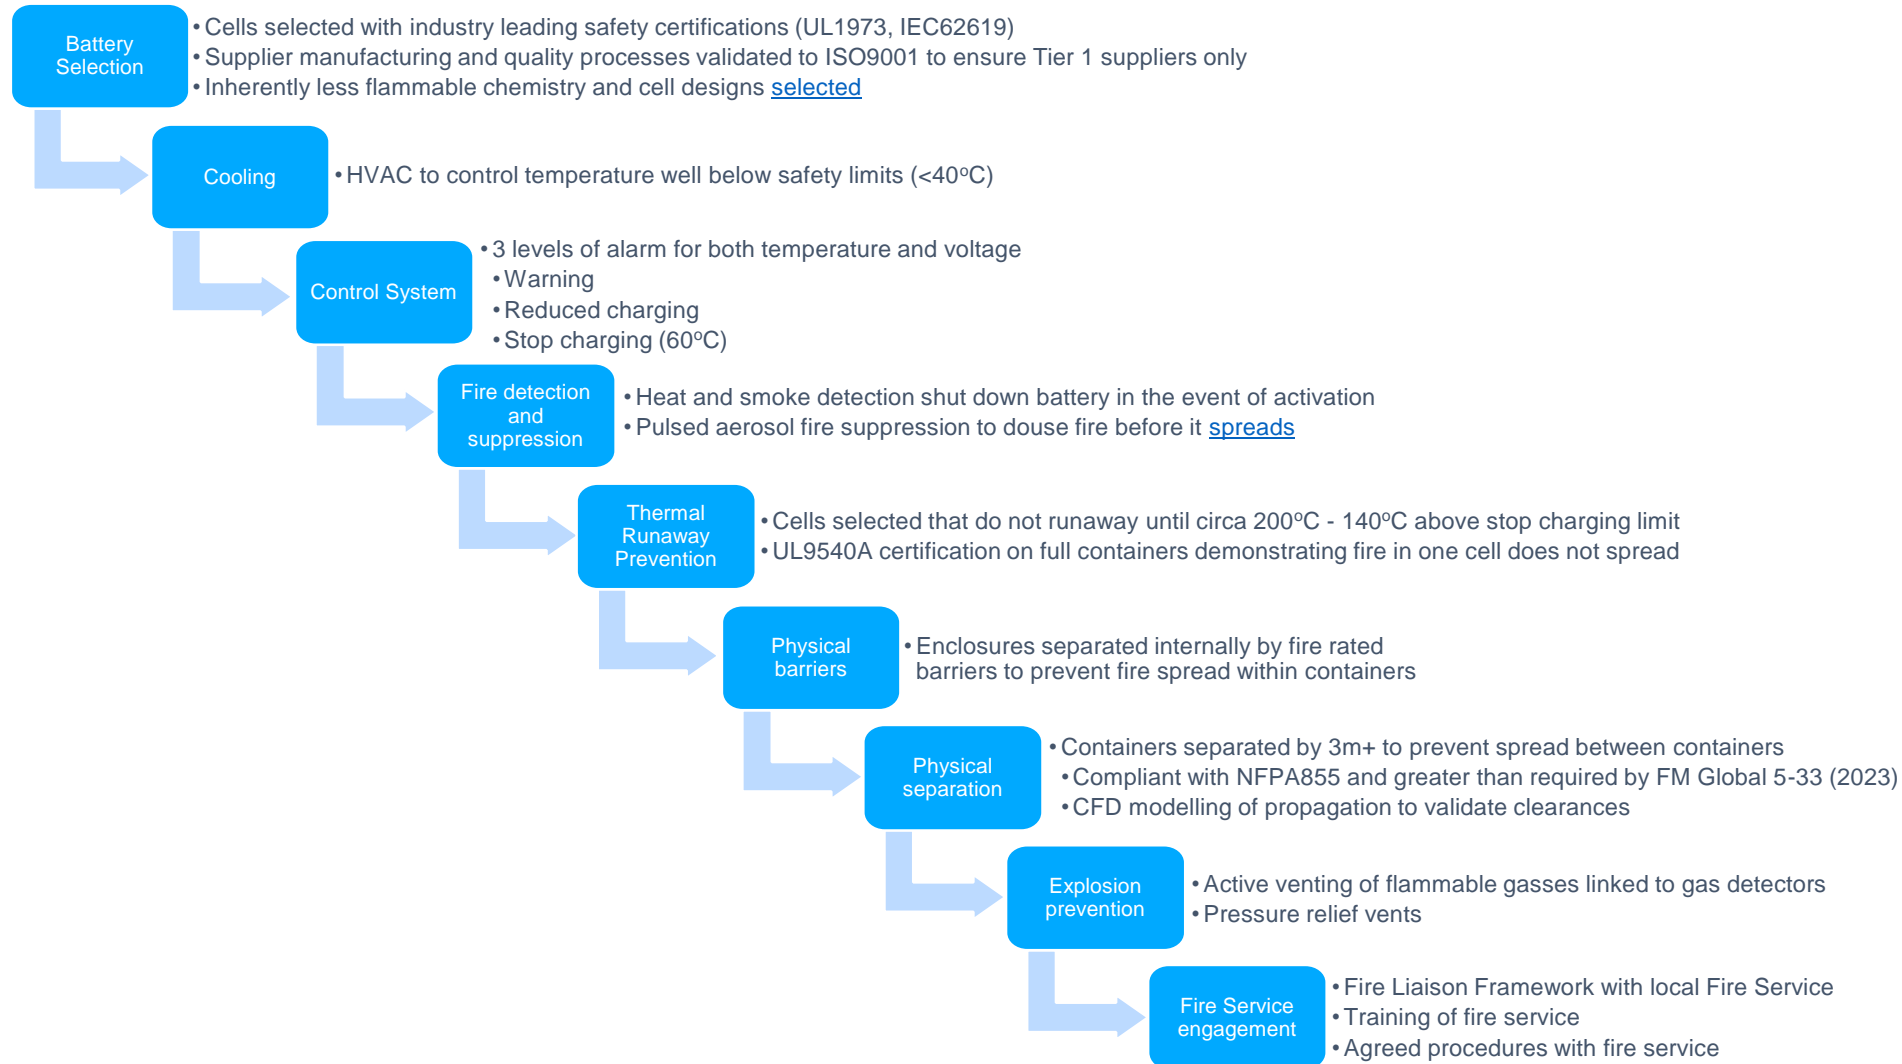 Battery
Selection
• Cells selected with industry leading safety certifications (UL1973, IEC62619)
• Supplier manufacturing and quality processes validated to ISO9001 to ensure Tier 1 suppliers only
• Inherently less flammable chemistry and cell designs selected
Cooling
• HVAC to control temperature well below safety limits (<40ºC)
Control System
• 3 levels of alarm for both temperature and voltage
• Warning
• Reduced charging
• Stop charging (60ºC)
Fire detection
and
suppression
• Heat and smoke detection shut down battery in the event of activation
• Pulsed aerosol fire suppression to douse fire before it spreads
Thermal
Runaway
Prevention
• Cells selected that do not runaway until circa 200ºC - 140ºC above stop charging limit
• UL9540A certification on full containers demonstrating fire in one cell does not spread
Physical
barriers
• Enclosures separated internally by fire rated
barriers to prevent fire spread within containers
Physical
separation
• Containers separated by 3m+ to prevent spread between containers
• Compliant with NFPA855 and greater than required by FM Global 5-33 (2023)
• CFD modelling of propagation to validate clearances
Explosion
prevention
• Active venting of flammable gasses linked to gas detectors
• Pressure relief vents
Fire Service
engagement
• Fire Liaison Framework with local Fire Service
• Training of fire service
• Agreed procedures with fire service